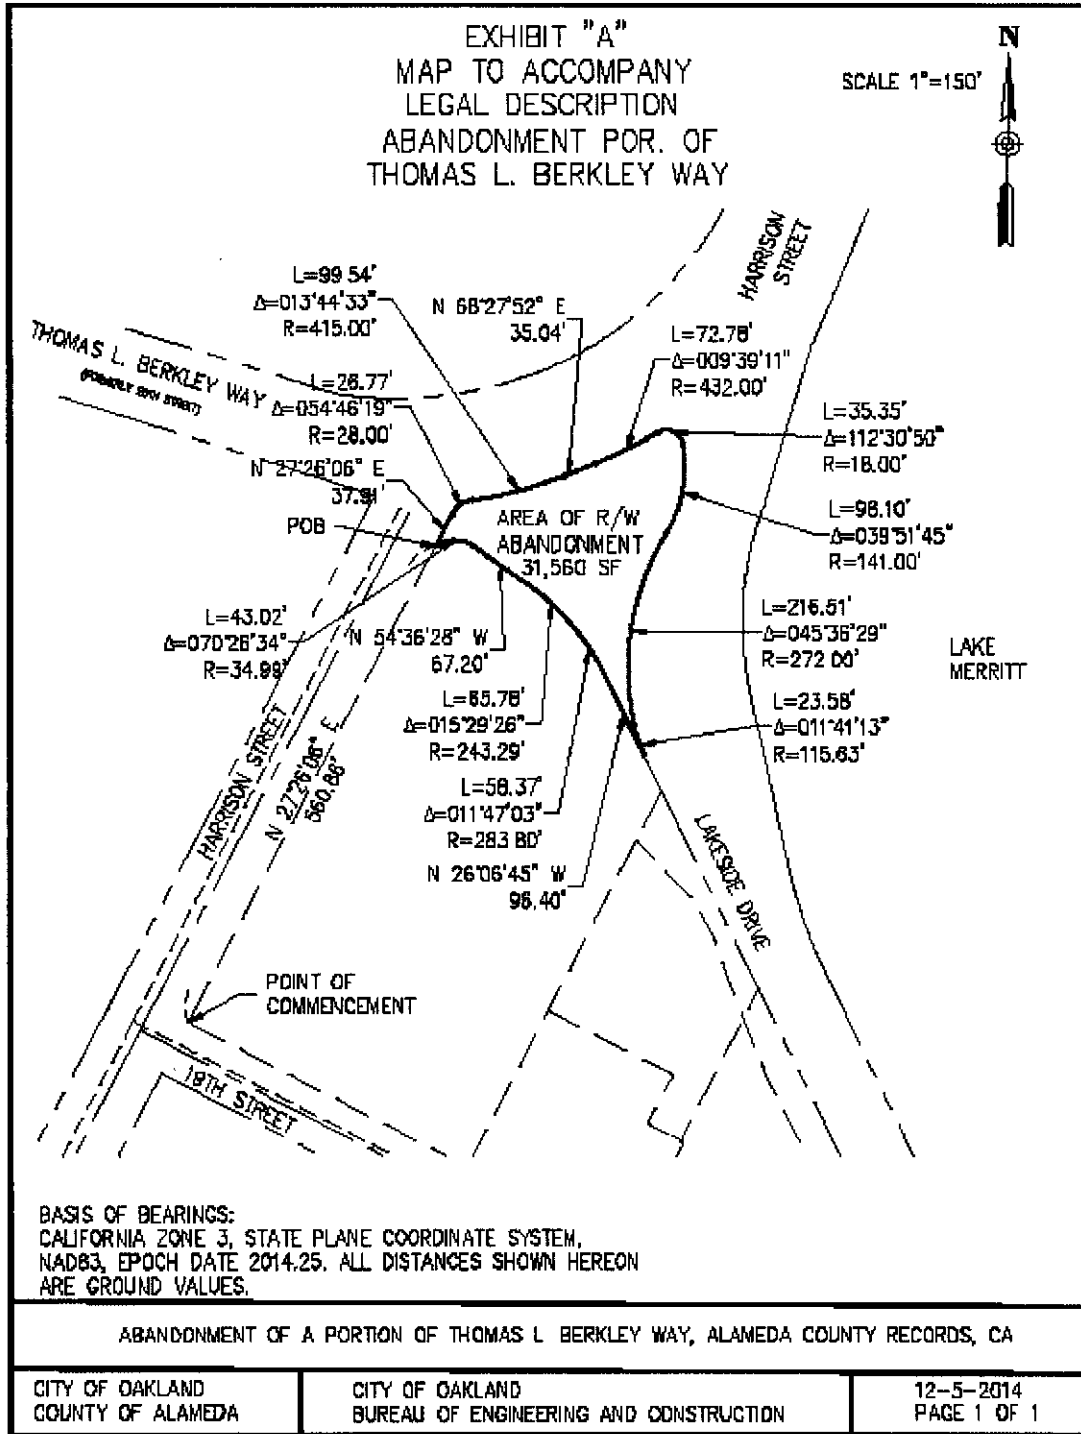 EXHIBIT "A"
MAP TO ACCOMPANY
LEGAL DESCRIPTION
ABANDONMENT POR. OF
THOMAS L. BERKLEY WAY
N
SCALE 1"=150'
HARRISON
STREET
L=99.54'
Δ=013°44'33"
R=415.00'
N 68°27'52" E
35.04'
L=72.78'
Δ=009°39'11"
R=432.00'
THOMAS L. BERKLEY WAY
(FORMERLY 20TH STREET)
L=26.77'
Δ=054°46'19"
R=28.00'
L=35.35'
Δ=112°30'50"
R=18.00'
N 27°26'06" E
37.91'
POB
AREA OF R/W
ABANDONMENT
31,560 SF
L=98.10'
Δ=039°51'45"
R=141.00'
L=43.02'
Δ=070°26'34"
R=34.99'
N 54°36'28" W
67.20'
L=216.51'
Δ=045°36'29"
R=272.00'
LAKE
MERRITT
L=65.78'
Δ=015°29'26"
R=243.29'
L=23.58'
Δ=011°41'13"
R=115.63'
HARRISON STREET
N 27°26'06" E
560.86'
L=58.37'
Δ=011°47'03"
R=283.80'
N 26°06'45" W
96.40'
LAKESIDE DRIVE
POINT OF
COMMENCEMENT
19TH STREET
BASIS OF BEARINGS:
CALIFORNIA ZONE 3, STATE PLANE COORDINATE SYSTEM,
NAD83, EPOCH DATE 2014.25. ALL DISTANCES SHOWN HEREON
ARE GROUND VALUES.
ABANDONMENT OF A PORTION OF THOMAS L BERKLEY WAY, ALAMEDA COUNTY RECORDS, CA
CITY OF OAKLAND
COUNTY OF ALAMEDA
CITY OF OAKLAND
BUREAU OF ENGINEERING AND CONSTRUCTION
12-5-2014
PAGE 1 OF 1